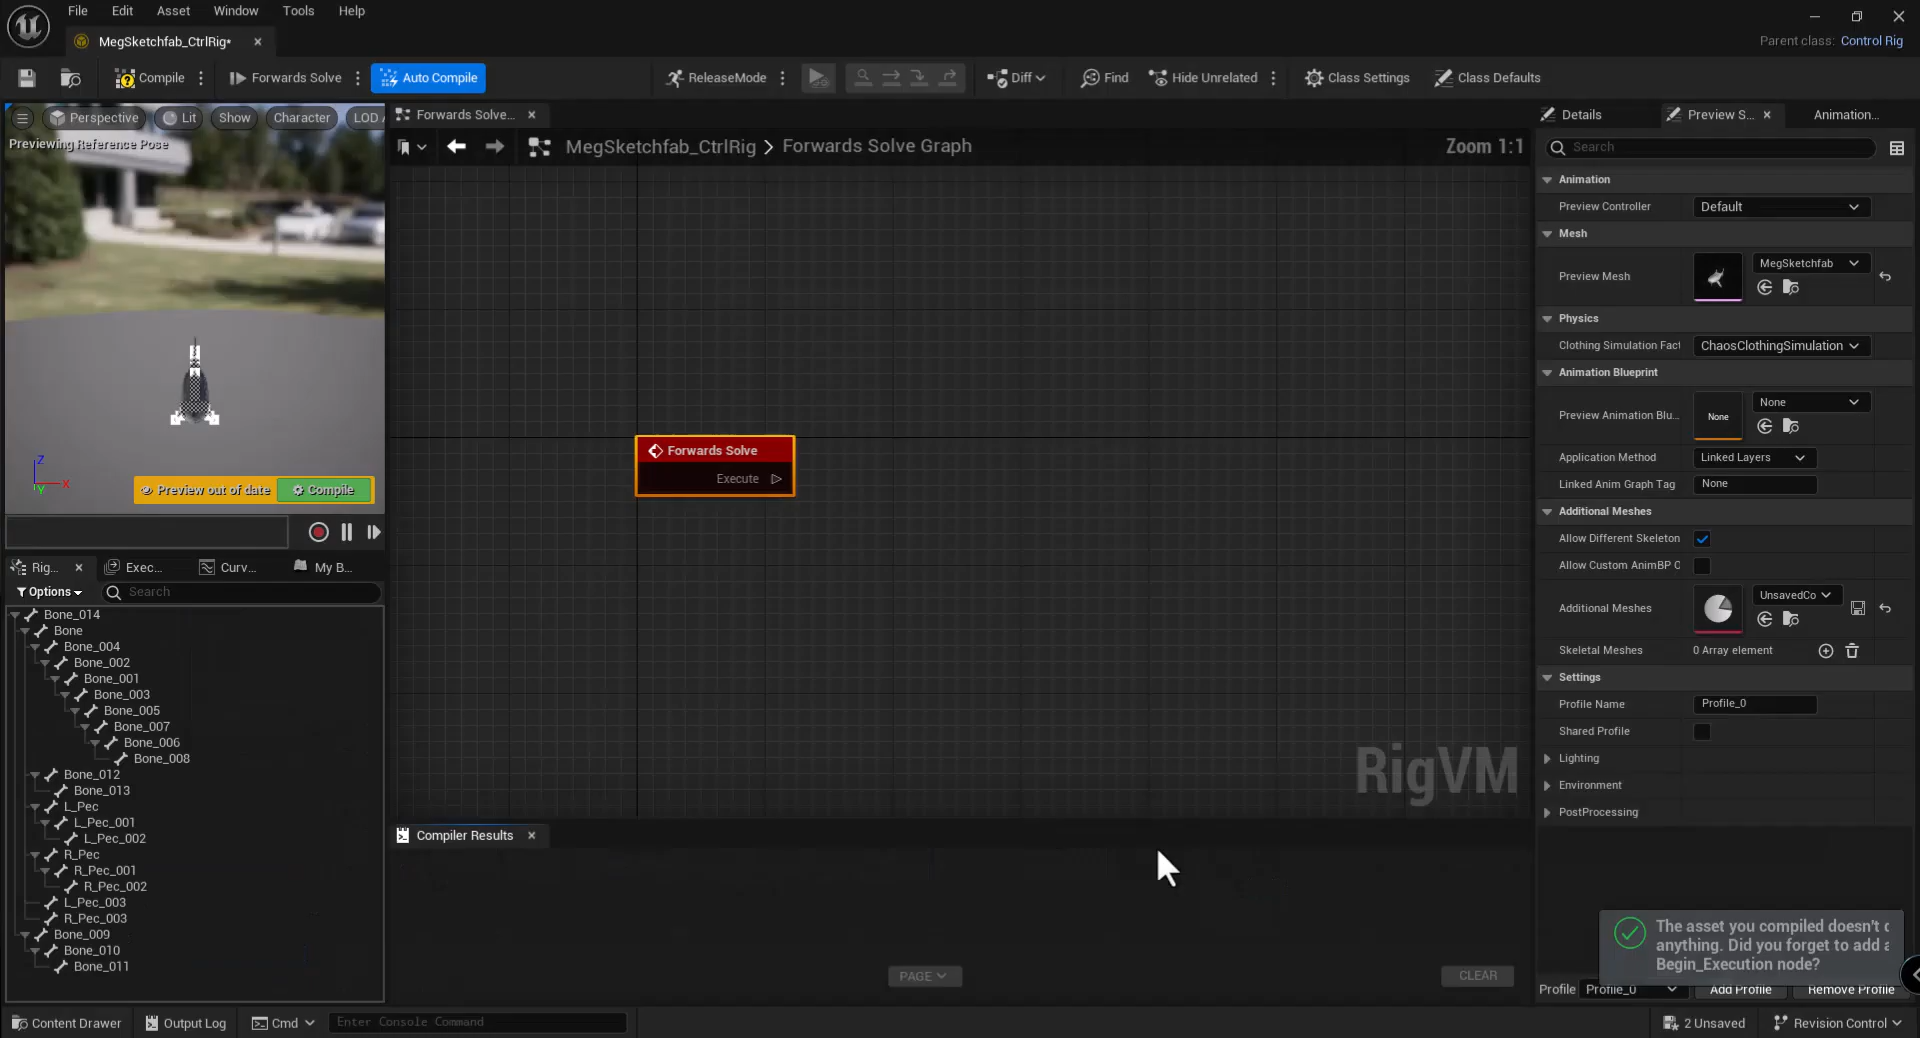 File Edit Asset Window Tools Help
MegSketchfab_CtrlRig*
Parent class: Control Rig
Compile
Forwards Solve
Auto Compile
ReleaseMode
Diff
Find
Hide Unrelated
Class Settings
Class Defaults
Perspective
Lit
Show
Character
LOD
Previewing Reference Pose
Z
X
Y
Preview out of date
Compile
Forwards Solve...
MegSketchfab_CtrlRig > Forwards Solve Graph
Zoom 1:1
Forwards Solve
Execute
RigVM
Rig...
Exec...
Curv...
My B...
Options
Search
Bone_014
Bone
Bone_004
Bone_002
Bone_001
Bone_003
Bone_005
Bone_007
Bone_006
Bone_008
Bone_012
Bone_013
L_Pec
L_Pec_001
L_Pec_002
R_Pec
R_Pec_001
R_Pec_002
L_Pec_003
R_Pec_003
Bone_009
Bone_010
Bone_011
Compiler Results
PAGE
CLEAR
Details
Preview S...
Animation...
Search
Animation
Preview Controller
Default
Mesh
Preview Mesh
MegSketchfab
Physics
Clothing Simulation Fact
ChaosClothingSimulation
Animation Blueprint
Preview Animation Blu...
None
None
Application Method
Linked Layers
Linked Anim Graph Tag
None
Additional Meshes
Allow Different Skeleton
Allow Custom AnimBP O
Additional Meshes
UnsavedCo
Skeletal Meshes
0 Array element
Settings
Profile Name
Profile_0
Shared Profile
Lighting
Environment
PostProcessing
The asset you compiled doesn't
anything. Did you forget to add a
Begin_Execution node?
Profile
Profile_0
Add Profile
Remove Profile
Content Drawer
Output Log
Cmd
Enter Console Command
2 Unsaved
Revision Control